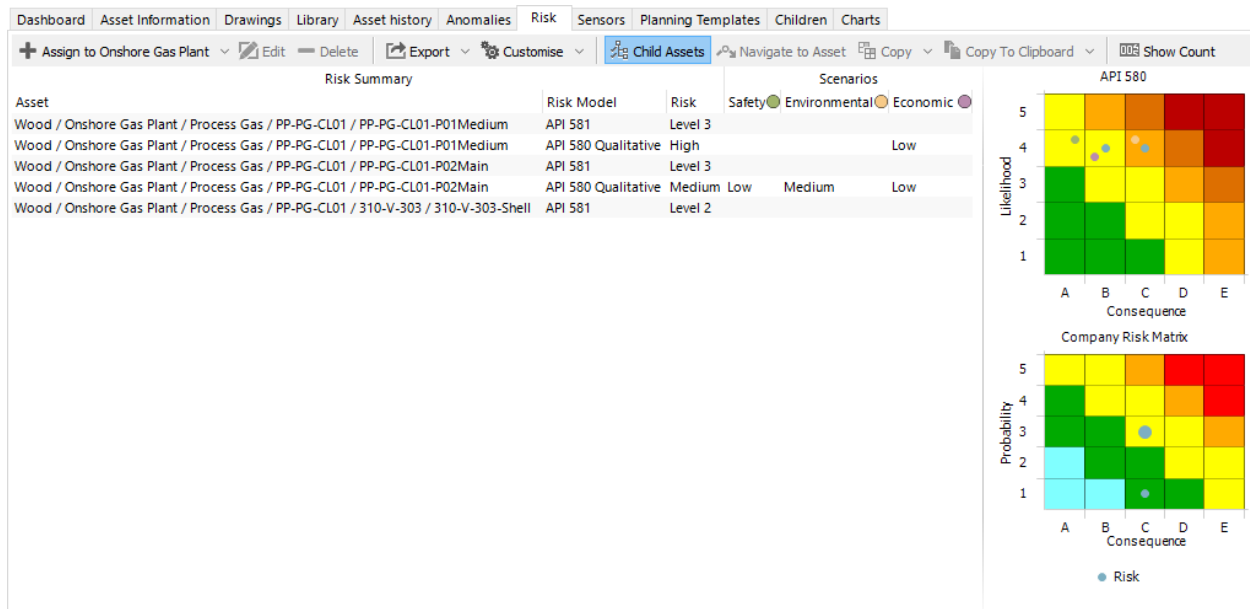 Dashboard Asset Information Drawings Library Asset history Anomalies Risk Sensors Planning Templates Children Charts
Assign to Onshore Gas Plant Edit Delete Export Customise Child Assets Navigate to Asset Copy Copy To Clipboard 005 Show Count
Risk Summary Scenarios
Asset Risk Model Risk Safety Environmental Economic
Wood / Onshore Gas Plant / Process Gas / PP-PG-CL01 / PP-PG-CL01-P01Medium API 581 Level 3
Wood / Onshore Gas Plant / Process Gas / PP-PG-CL01 / PP-PG-CL01-P01Medium API 580 Qualitative High Low
Wood / Onshore Gas Plant / Process Gas / PP-PG-CL01 / PP-PG-CL01-P02Main API 581 Level 3
Wood / Onshore Gas Plant / Process Gas / PP-PG-CL01 / PP-PG-CL01-P02Main API 580 Qualitative Medium Low Medium Low
Wood / Onshore Gas Plant / Process Gas / PP-PG-CL01 / 310-V-303 / 310-V-303-Shell API 581 Level 2
API 580
Likelihood
5
4
3
2
1
A B C D E
Consequence
Company Risk Matrix
Probability
5
4
3
2
1
A B C D E
Consequence
Risk